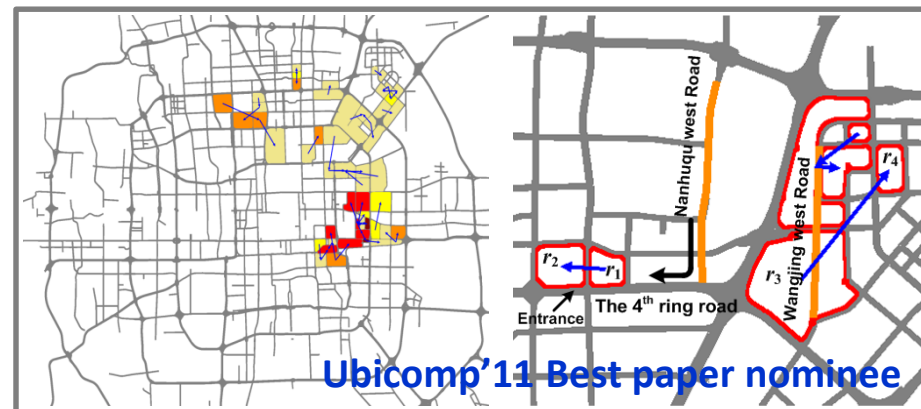 Nanhuqu west Road
r4
Wangjing west Road
r3
r2
r1
Entrance
The 4th ring road
Ubicomp'11 Best paper nominee